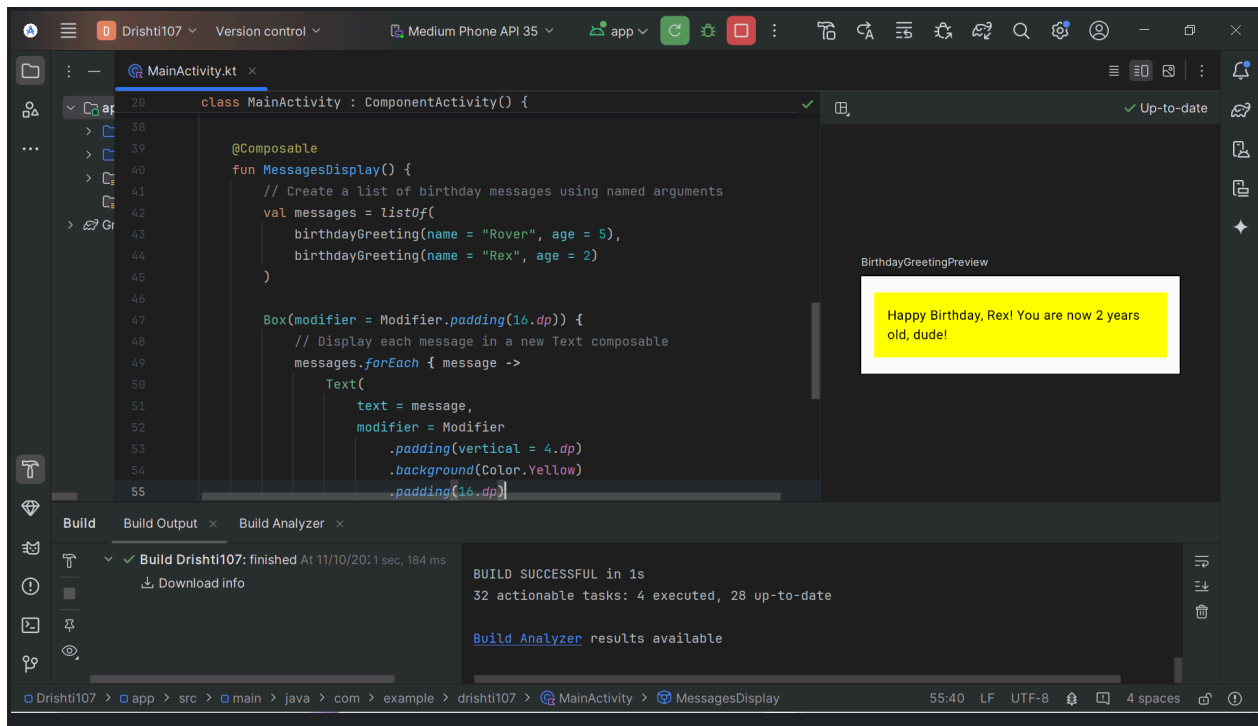 D Drishti107 Version control Medium Phone API 35 app
MainActivity.kt
20 class MainActivity : ComponentActivity() {
38
39 @Composable
40 fun MessagesDisplay() {
41 // Create a list of birthday messages using named arguments
42 val messages = listOf(
43 birthdayGreeting(name = "Rover", age = 5),
44 birthdayGreeting(name = "Rex", age = 2)
45 )
46
47 Box(modifier = Modifier.padding(16.dp)) {
48 // Display each message in a new Text composable
49 messages.forEach { message ->
50 Text(
51 text = message,
52 modifier = Modifier
53 .padding(vertical = 4.dp)
54 .background(Color.Yellow)
55 .padding(16.dp)
ap
Gr
Up-to-date
BirthdayGreetingPreview
Happy Birthday, Rex! You are now 2 years
old, dude!
Build Build Output Build Analyzer
Build Drishti107: finished At 11/10/20 1 sec, 184 ms
Download info
BUILD SUCCESSFUL in 1s
32 actionable tasks: 4 executed, 28 up-to-date
Build Analyzer results available
Drishti107 > app > src > main > java > com > example > drishti107 > MainActivity > MessagesDisplay 55:40 LF UTF-8 4 spaces